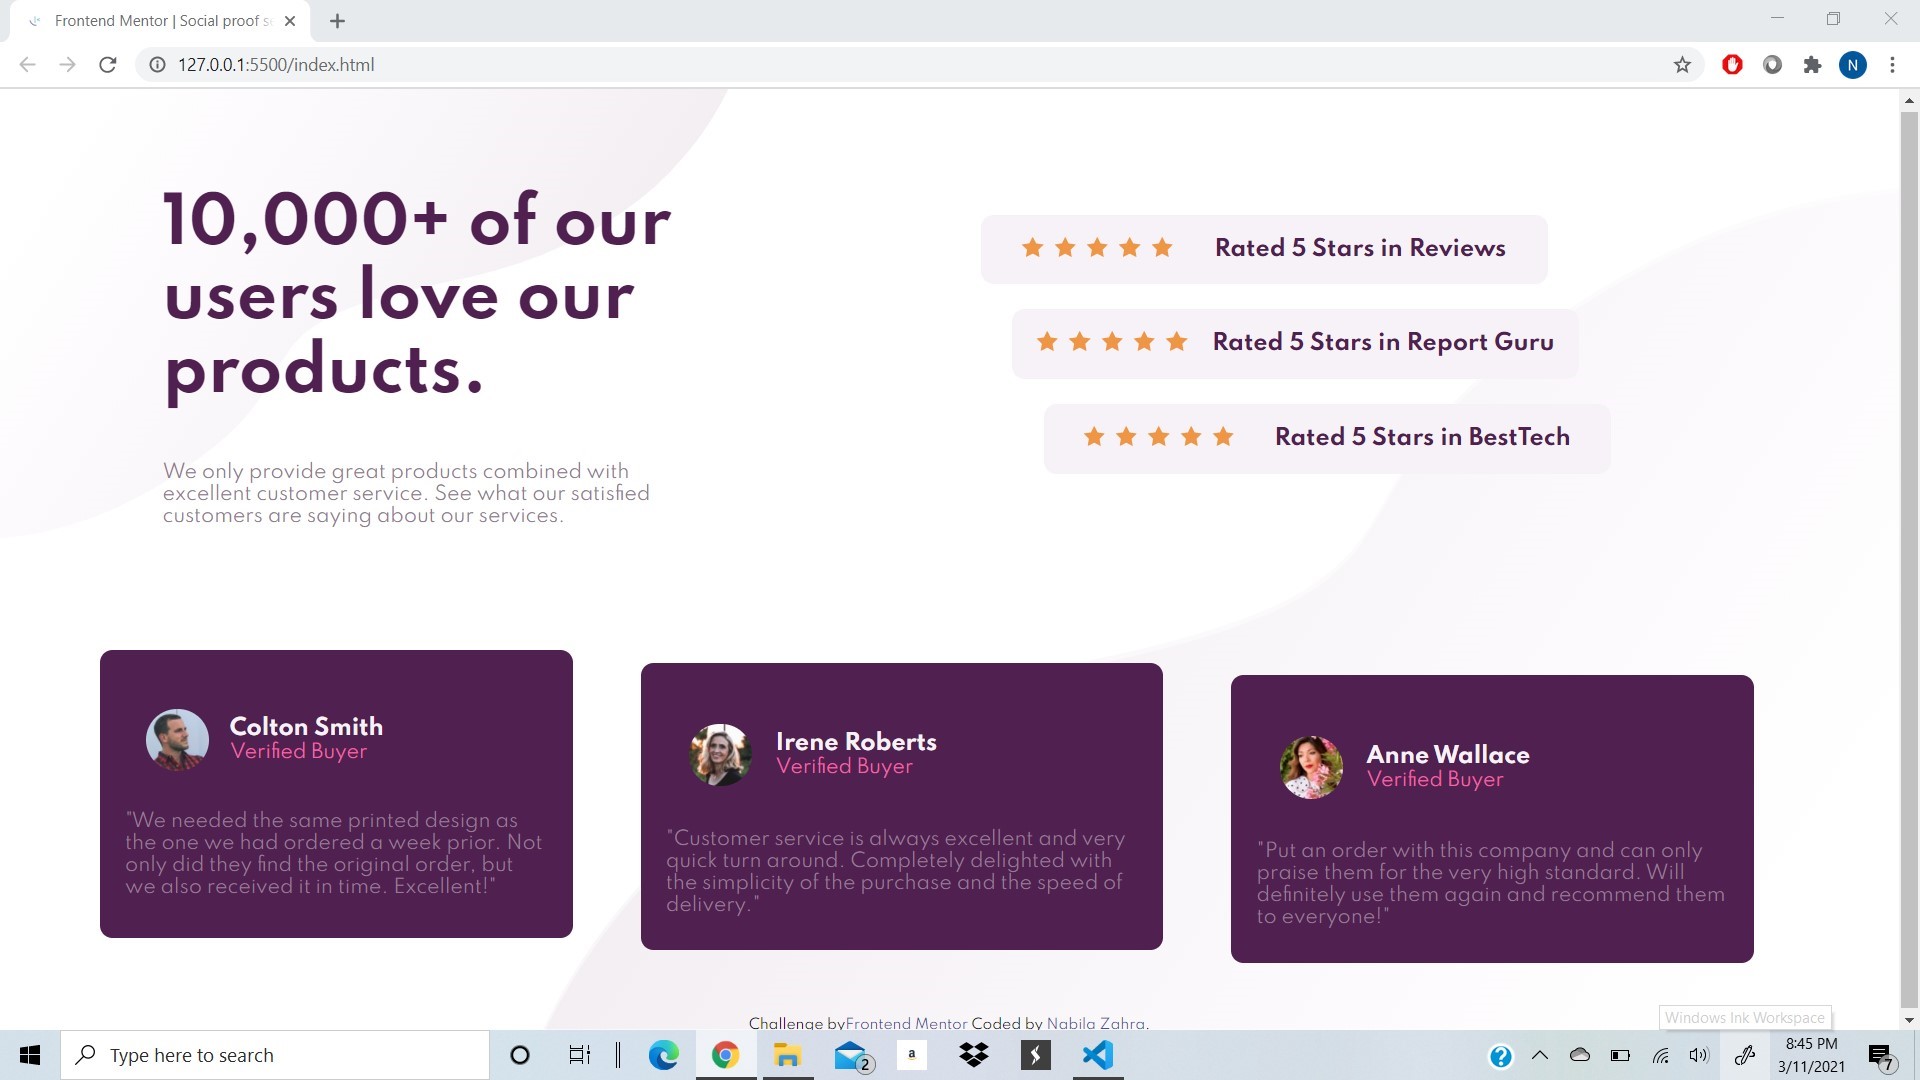 Frontend Mentor | Social proof s
127.0.0.1:5500/index.html
N
10,000+ of our
users love our
products.
We only provide great products combined with
excellent customer service. See what our satisfied
customers are saying about our services.
Rated 5 Stars in Reviews
Rated 5 Stars in Report Guru
Rated 5 Stars in BestTech
Colton Smith
Verified Buyer
"We needed the same printed design as
the one we had ordered a week prior. Not
only did they find the original order, but
we also received it in time. Excellent!"
Irene Roberts
Verified Buyer
"Customer service is always excellent and very
quick turn around. Completely delighted with
the simplicity of the purchase and the speed of
delivery."
Anne Wallace
Verified Buyer
"Put an order with this company and can only
praise them for the very high standard. Will
definitely use them again and recommend them
to everyone!"
Challenge byFrontend Mentor Coded by Nabila Zahra.
Windows Ink Workspace
Type here to search
2
a
8:45 PM
3/11/2021
7